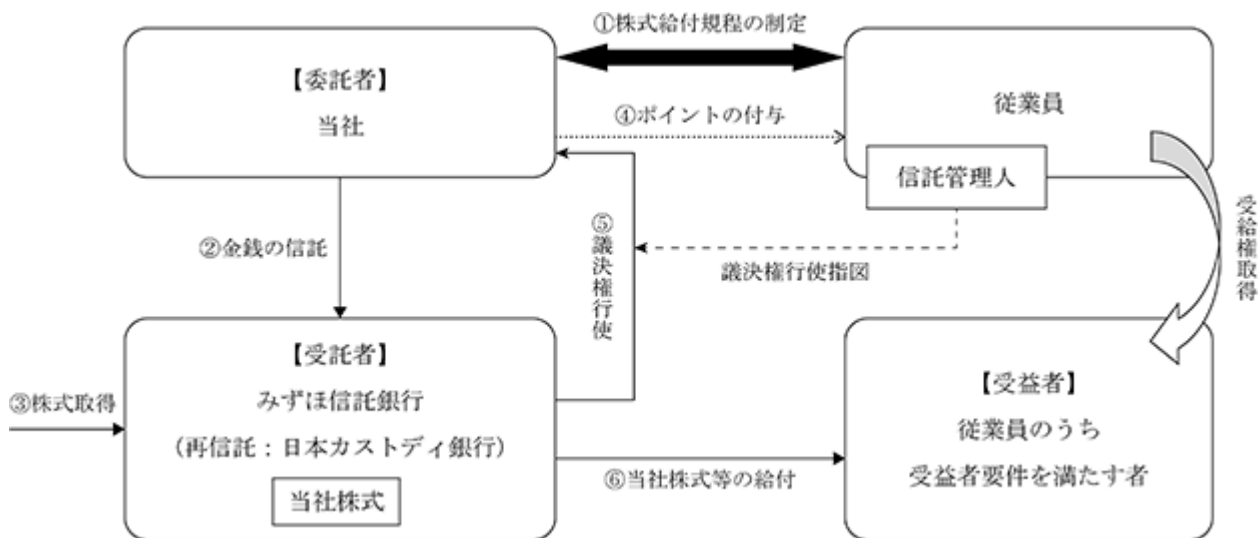 ①株式給付規程の制定
【委託者】
当社
④ポイントの付与
従業員
信託管理人
②金銭の信託
⑤議決権行使
議決権行使指図
受給権取得
【受託者】
みずほ信託銀行
（再信託：日本カストディ銀行）
当社株式
③株式取得
⑥当社株式等の給付
【受益者】
従業員のうち
受益者要件を満たす者